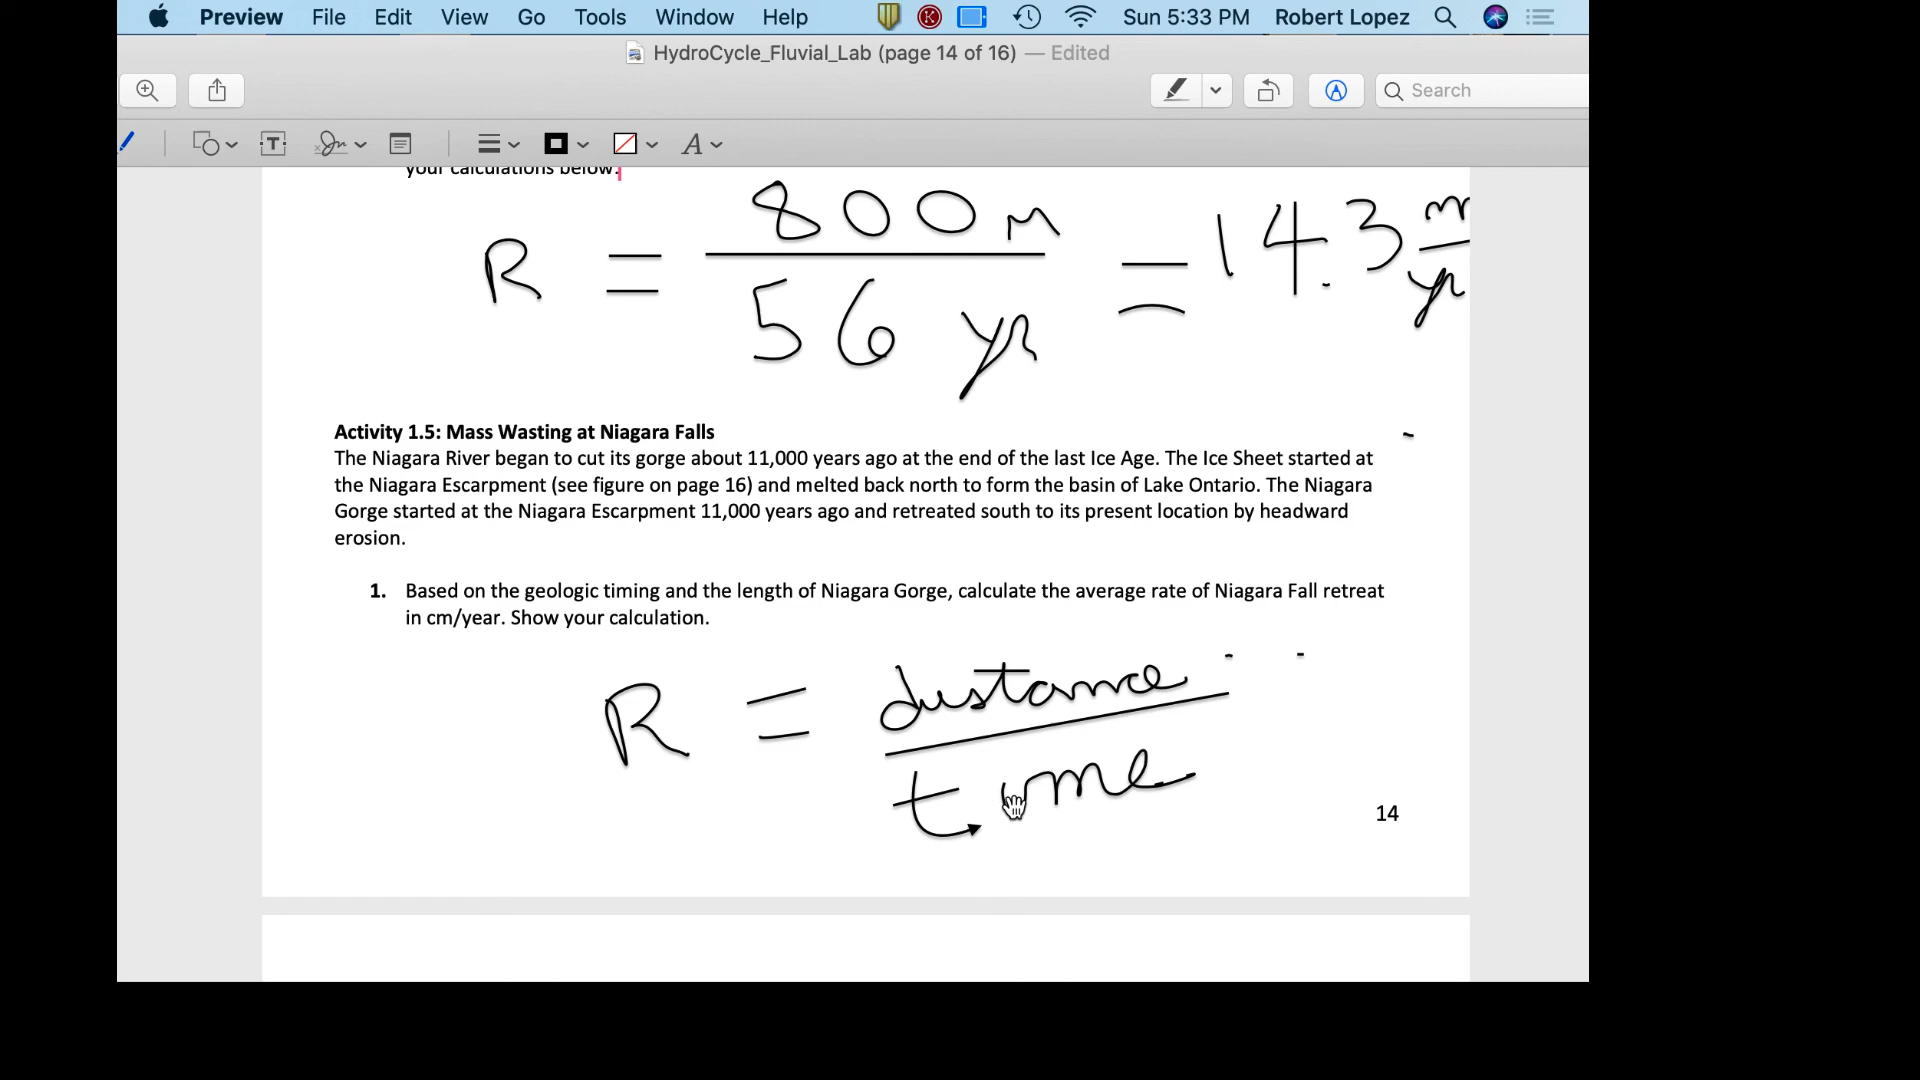 Preview File Edit View Go Tools Window Help Sun 5:33 PM Robert Lopez
HydroCycle_Fluvial_Lab (page 14 of 16) — Edited
Search
your calculations below.
R = 800 m / 56 yr = 14.3 m/yr
Activity 1.5: Mass Wasting at Niagara Falls
The Niagara River began to cut its gorge about 11,000 years ago at the end of the last Ice Age. The Ice Sheet started at
the Niagara Escarpment (see figure on page 16) and melted back north to form the basin of Lake Ontario. The Niagara
Gorge started at the Niagara Escarpment 11,000 years ago and retreated south to its present location by headward
erosion.
1. Based on the geologic timing and the length of Niagara Gorge, calculate the average rate of Niagara Fall retreat
in cm/year. Show your calculation.
R = distance / time
14